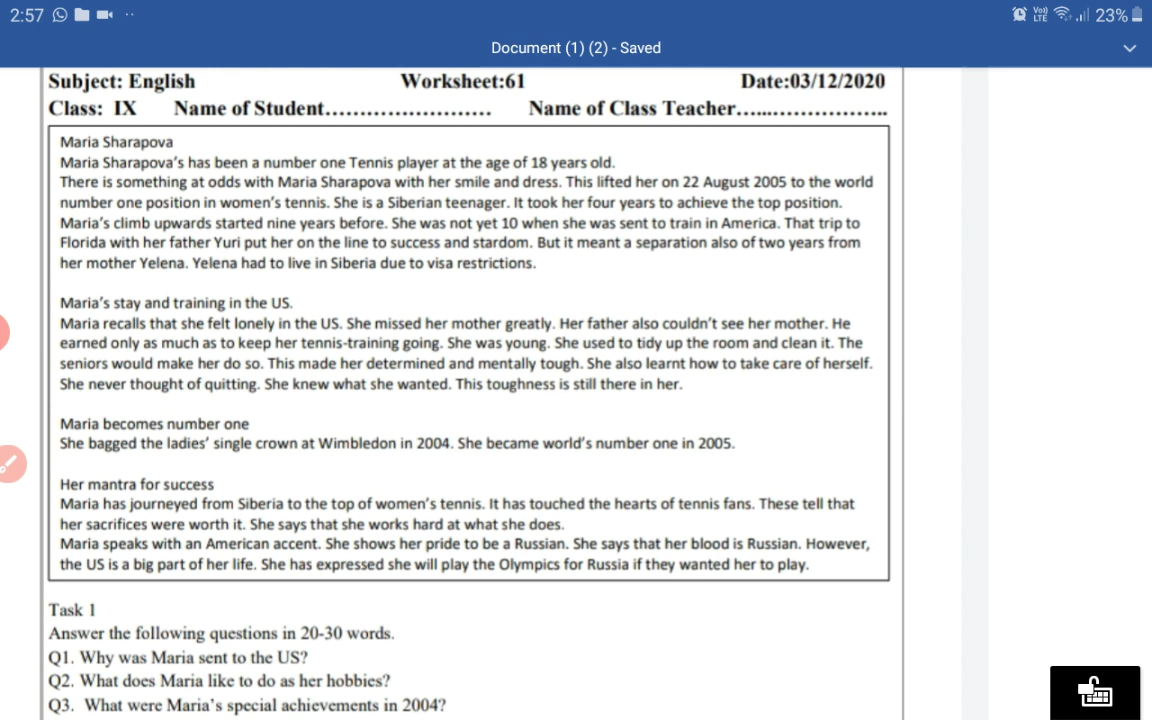 2:57 23%
Document (1) (2) - Saved
Subject: English Worksheet:61 Date:03/12/2020
Class: IX Name of Student........................ Name of Class Teacher......................
Maria Sharapova
Maria Sharapova's has been a number one Tennis player at the age of 18 years old.
There is something at odds with Maria Sharapova with her smile and dress. This lifted her on 22 August 2005 to the world
number one position in women's tennis. She is a Siberian teenager. It took her four years to achieve the top position.
Maria's climb upwards started nine years before. She was not yet 10 when she was sent to train in America. That trip to
Florida with her father Yuri put her on the line to success and stardom. But it meant a separation also of two years from
her mother Yelena. Yelena had to live in Siberia due to visa restrictions.
Maria's stay and training in the US.
Maria recalls that she felt lonely in the US. She missed her mother greatly. Her father also couldn't see her mother. He
earned only as much as to keep her tennis-training going. She was young. She used to tidy up the room and clean it. The
seniors would make her do so. This made her determined and mentally tough. She also learnt how to take care of herself.
She never thought of quitting. She knew what she wanted. This toughness is still there in her.
Maria becomes number one
She bagged the ladies' single crown at Wimbledon in 2004. She became world's number one in 2005.
Her mantra for success
Maria has journeyed from Siberia to the top of women's tennis. It has touched the hearts of tennis fans. These tell that
her sacrifices were worth it. She says that she works hard at what she does.
Maria speaks with an American accent. She shows her pride to be a Russian. She says that her blood is Russian. However,
the US is a big part of her life. She has expressed she will play the Olympics for Russia if they wanted her to play.
Task 1
Answer the following questions in 20-30 words.
Q1. Why was Maria sent to the US?
Q2. What does Maria like to do as her hobbies?
Q3. What were Maria's special achievements in 2004?